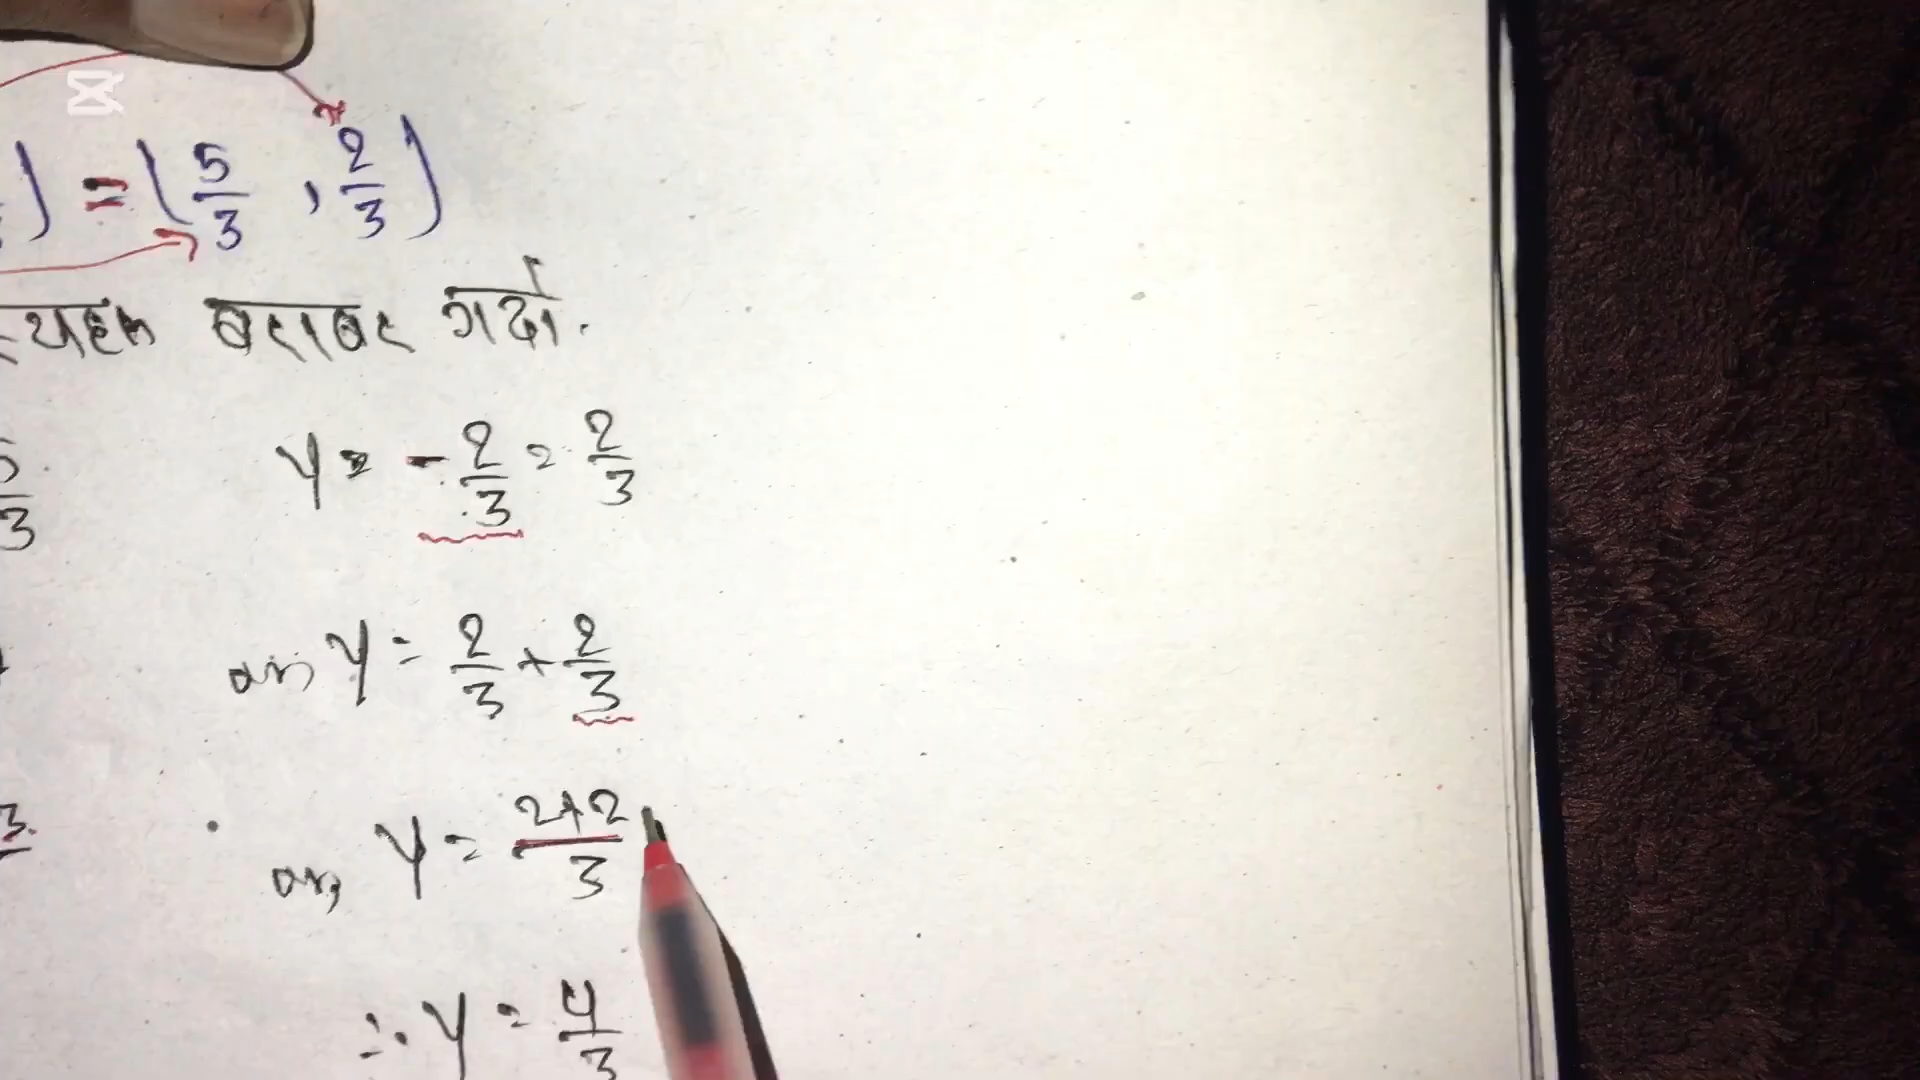 ) = (5/3 , 2/3)
बराबर गर्दा.
y = - 2/3 = 2/3
or, y = 2/3 + 2/3
or, y = 2+2/3
∴ y = 4/3